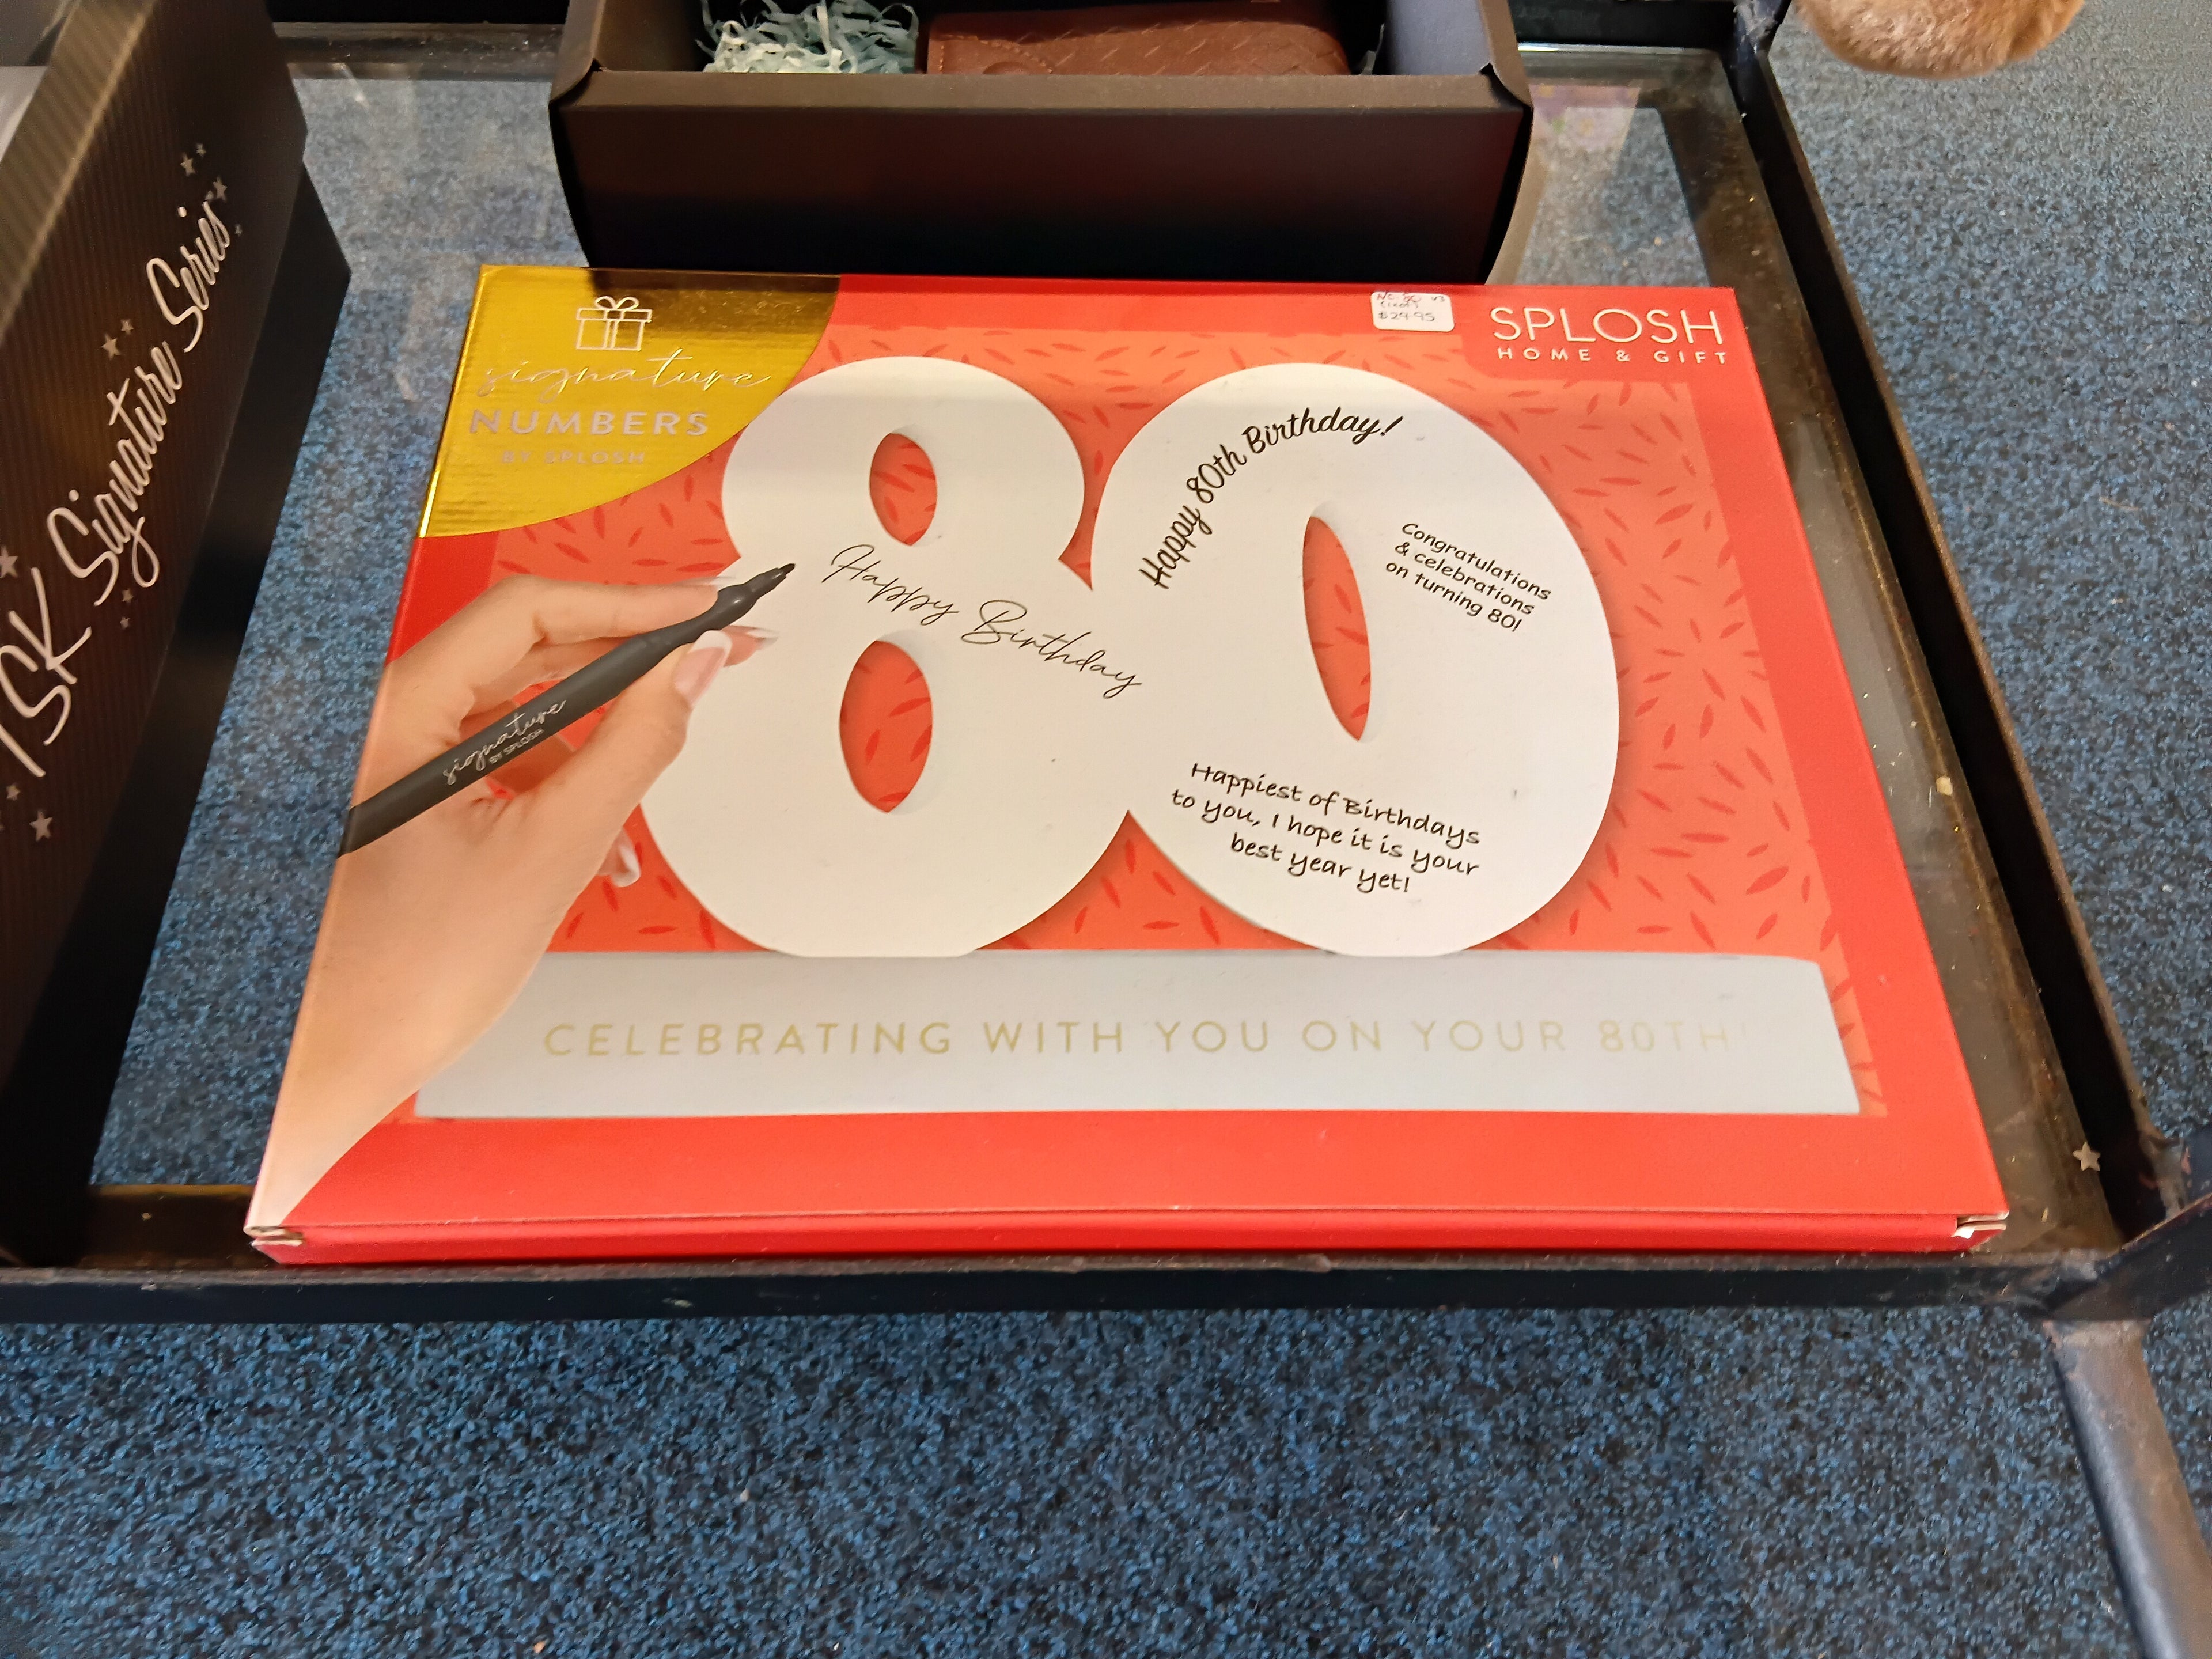 TSK Signature Series
signature
NUMBERS
BY SPLOSH
$29.95
SPLOSH
HOME & GIFT
Happy 80th Birthday!
Congratulations
& celebrations
on turning 80!
80
Happy Birthday
signature
BY SPLOSH
Happiest of Birthdays
to you, I hope it is your
best year yet!
CELEBRATING WITH YOU ON YOUR 80TH!